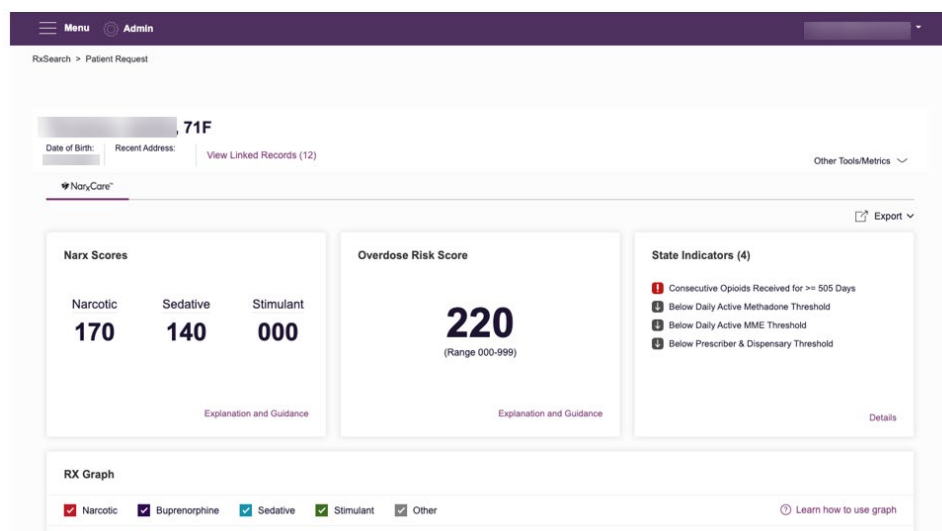 Menu Admin
RxSearch > Patient Request
, 71F
Date of Birth: Recent Address: View Linked Records (12)
Other Tools/Metrics
NarxCare™
Export
Narx Scores
Narcotic Sedative Stimulant
170 140 000
Explanation and Guidance
Overdose Risk Score
220
(Range 000-999)
Explanation and Guidance
State Indicators (4)
Consecutive Opioids Received for >= 505 Days
Below Daily Active Methadone Threshold
Below Daily Active MME Threshold
Below Prescriber & Dispensary Threshold
Details
RX Graph
Narcotic Buprenorphine Sedative Stimulant Other
Learn how to use graph